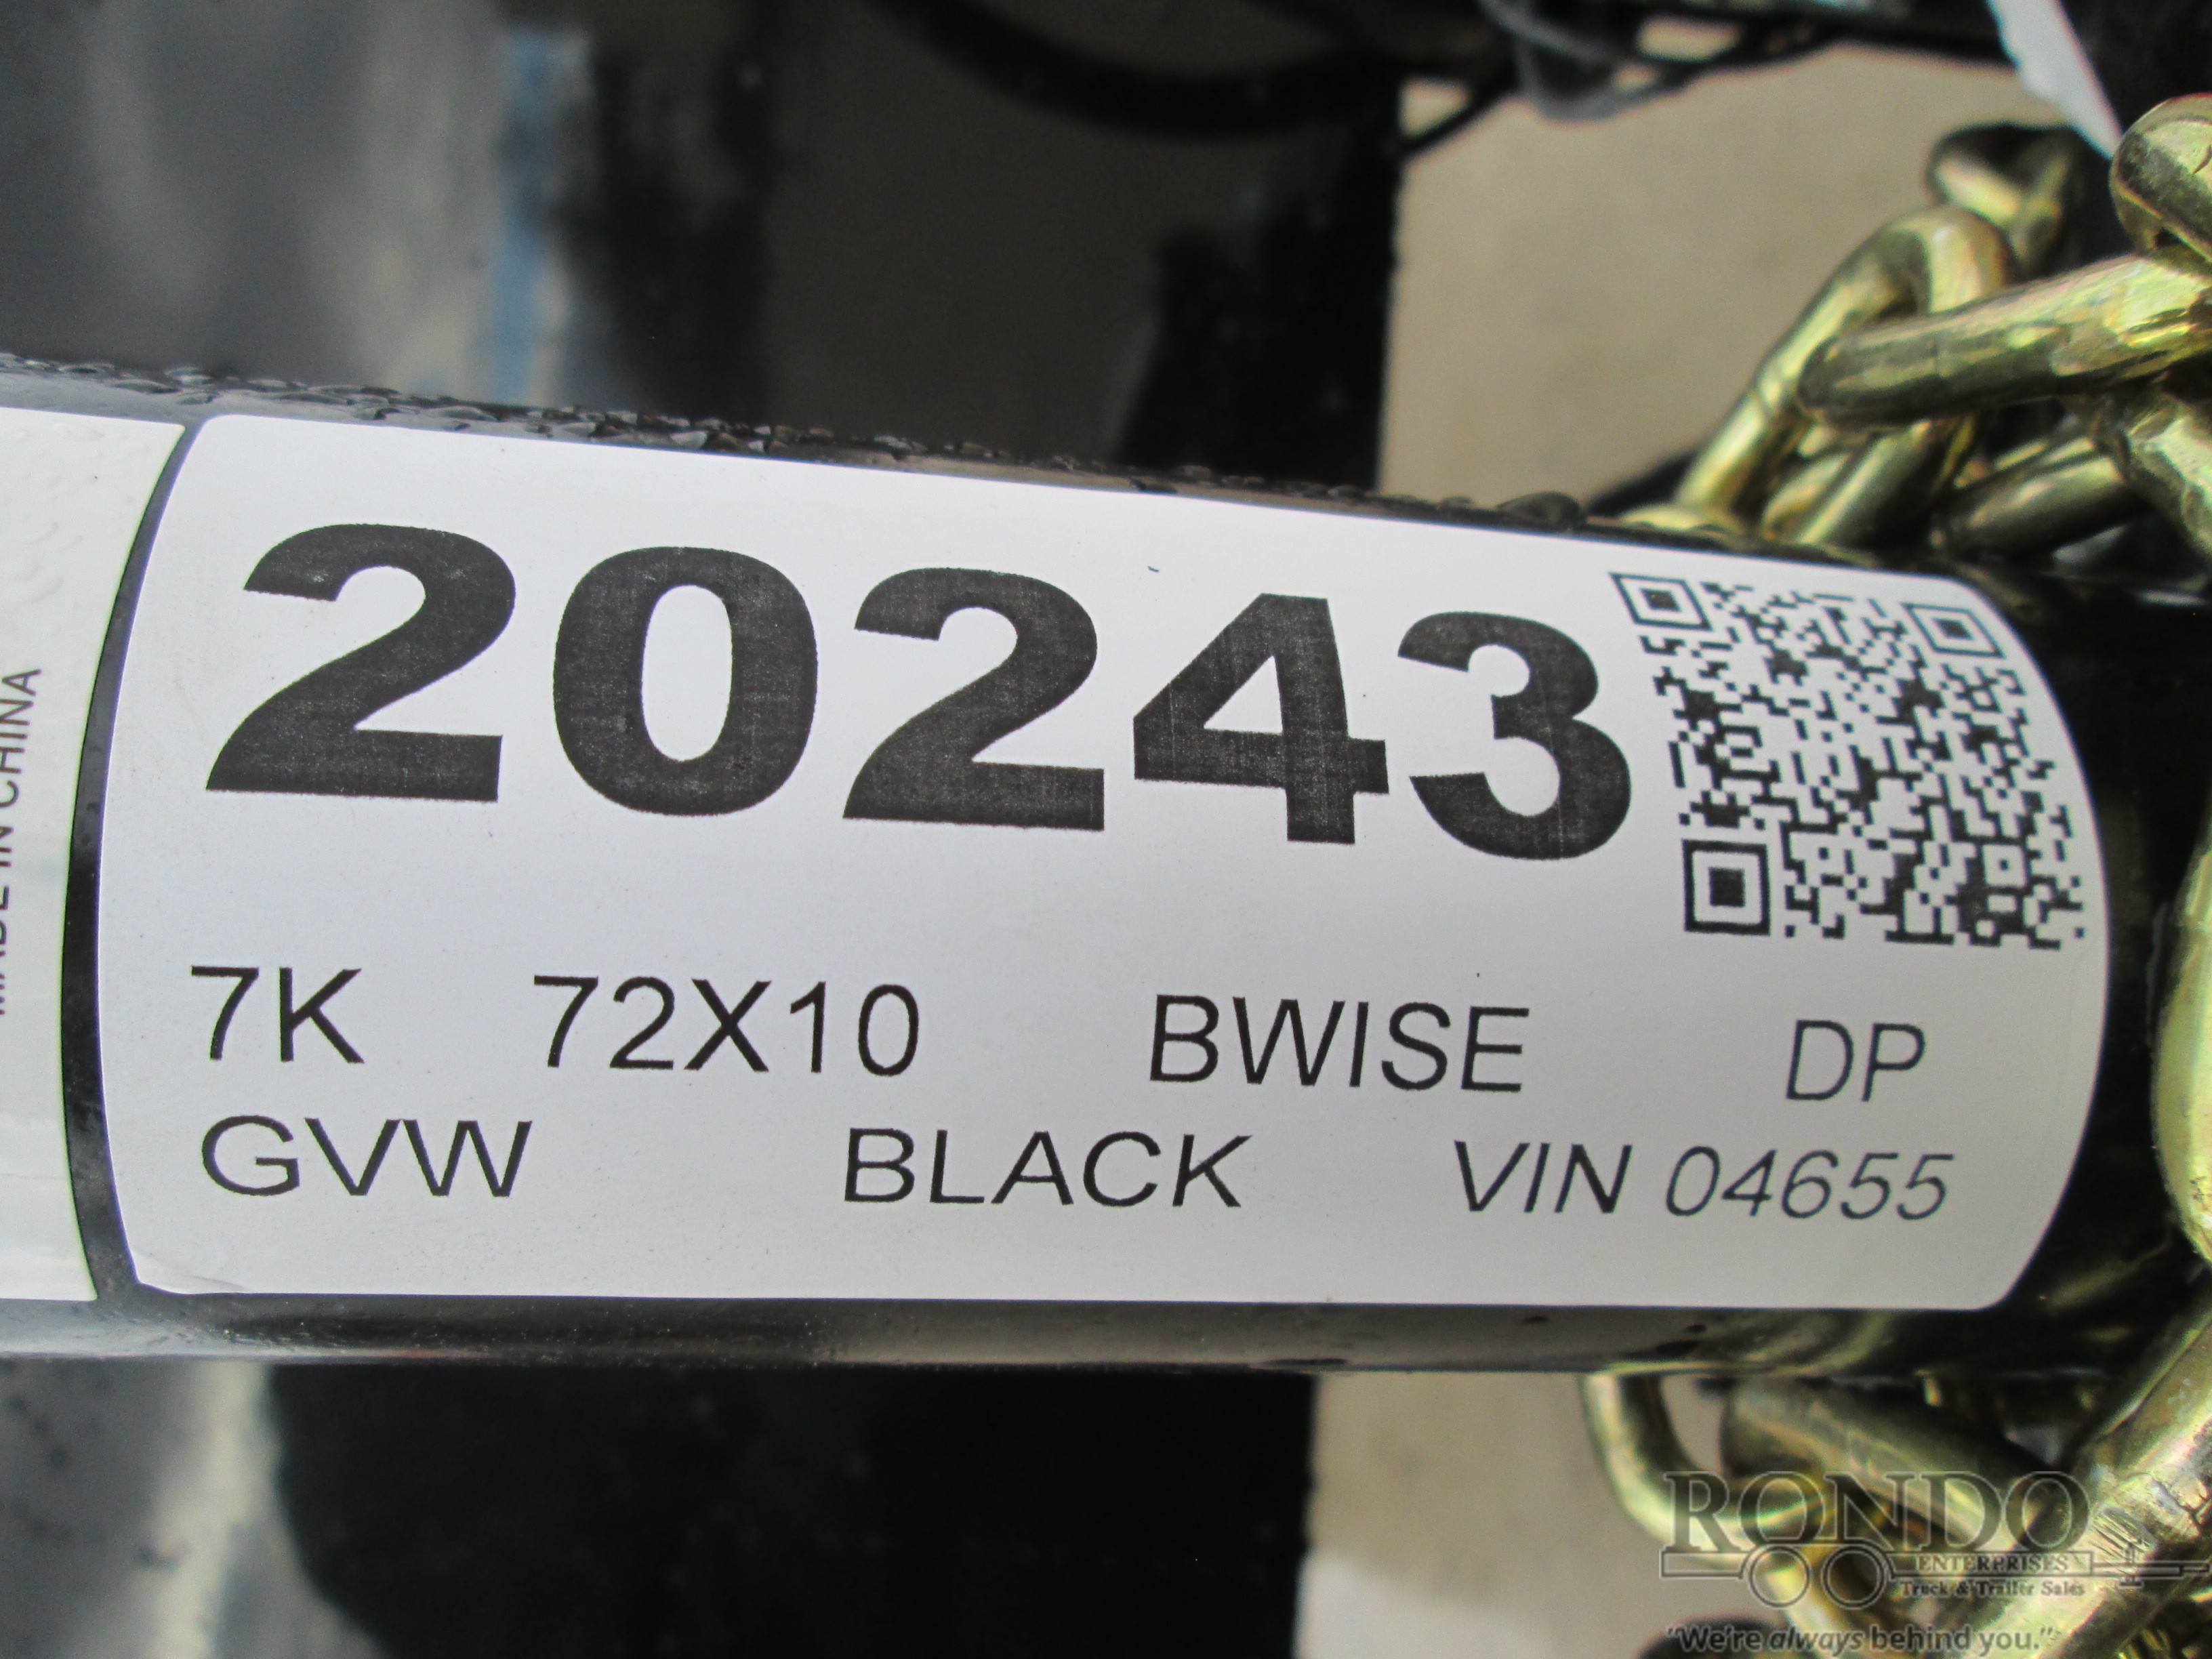 MADE IN CHINA
20243
7K 72X10 BWISE DP
GVW BLACK VIN 04655
RONDO
ENTERPRISES
Truck & Trailer Sales
"We're always behind you."